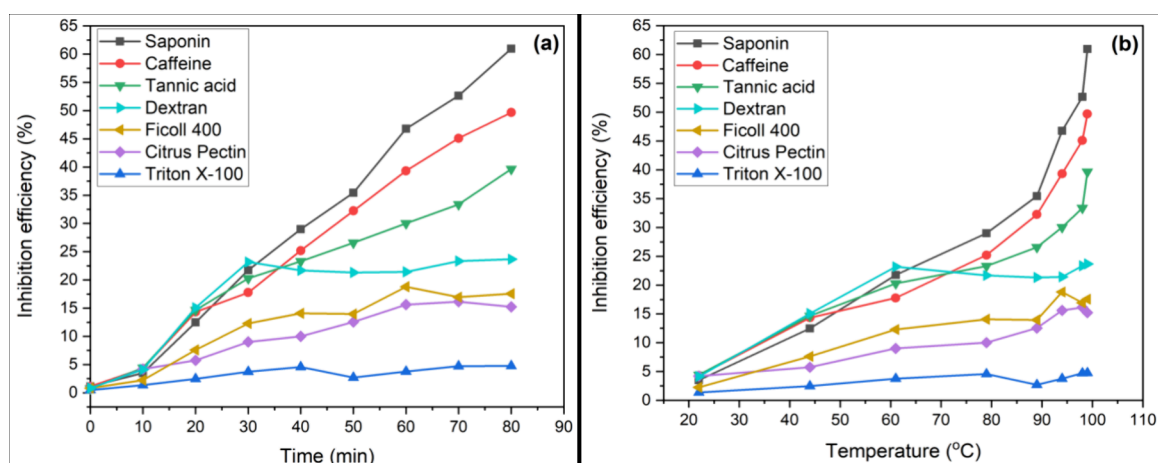 65
60
55
50
45
40
35
30
25
20
15
10
5
0
Inhibition efficiency (%)
Saponin
Caffeine
Tannic acid
Dextran
Ficoll 400
Citrus Pectin
Triton X-100
(a)
0 10 20 30 40 50 60 70 80 90
Time (min)
65
60
55
50
45
40
35
30
25
20
15
10
5
0
Inhibition efficiency (%)
Saponin
Caffeine
Tannic acid
Dextran
Ficoll 400
Citrus Pectin
Triton X-100
(b)
20 30 40 50 60 70 80 90 100 110
Temperature (°C)